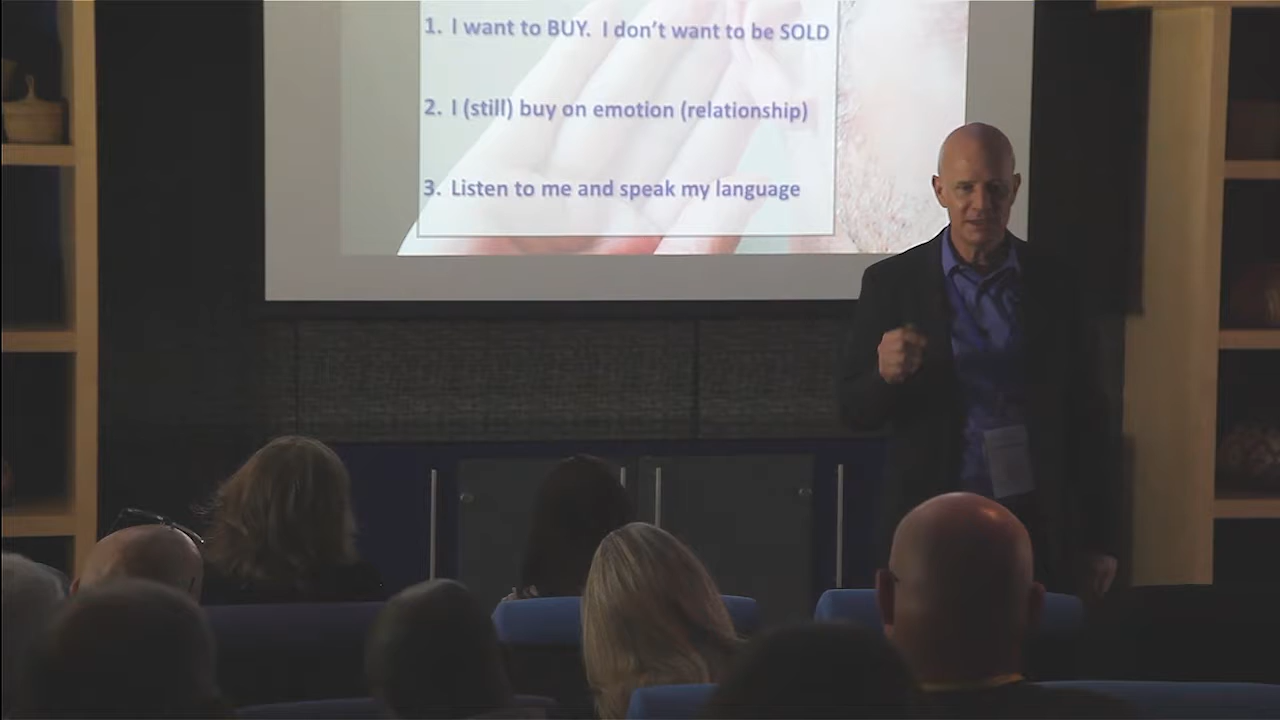 1. I want to BUY.  I don’t want to be SOLD
2. I (still) buy on emotion (relationship)
3. Listen to me and speak my language